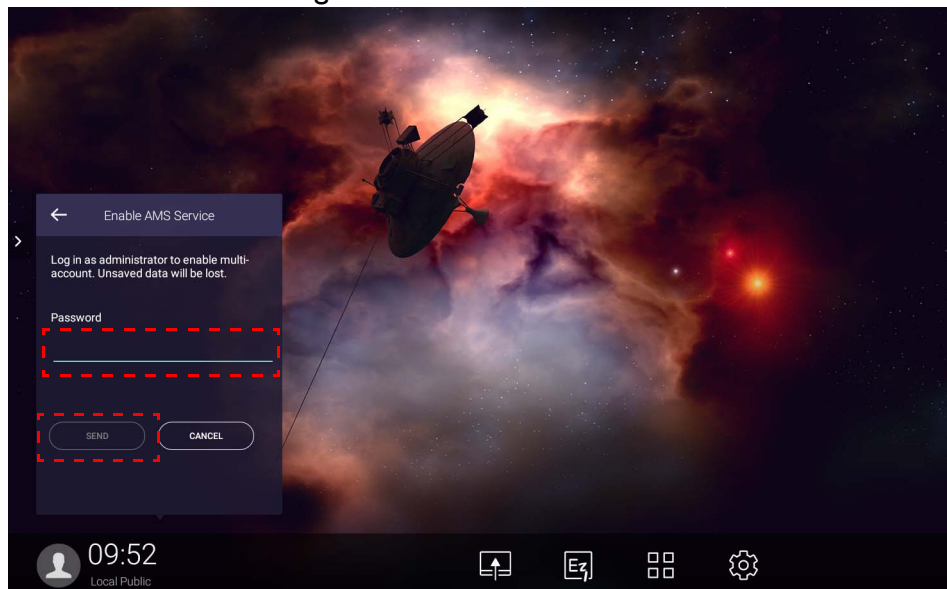 Enable AMS Service
Log in as administrator to enable multi-
account. Unsaved data will be lost.
Password
SEND
CANCEL
09:52
Local Public